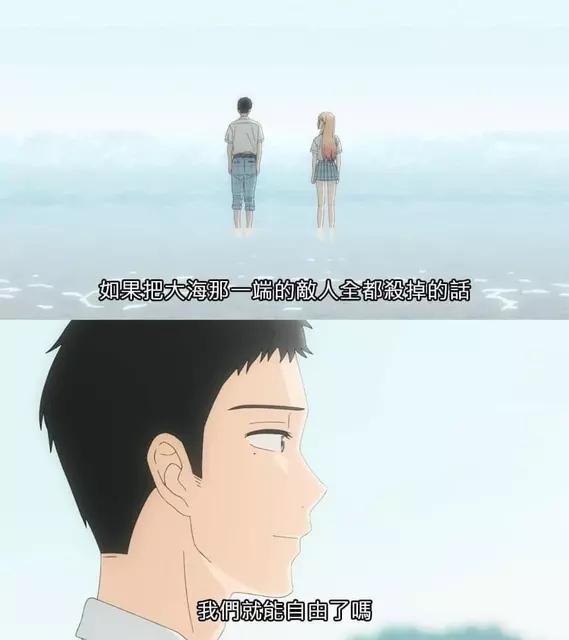 如果把大海那一端的敵人全都殺掉的話
我們就能自由了嗎